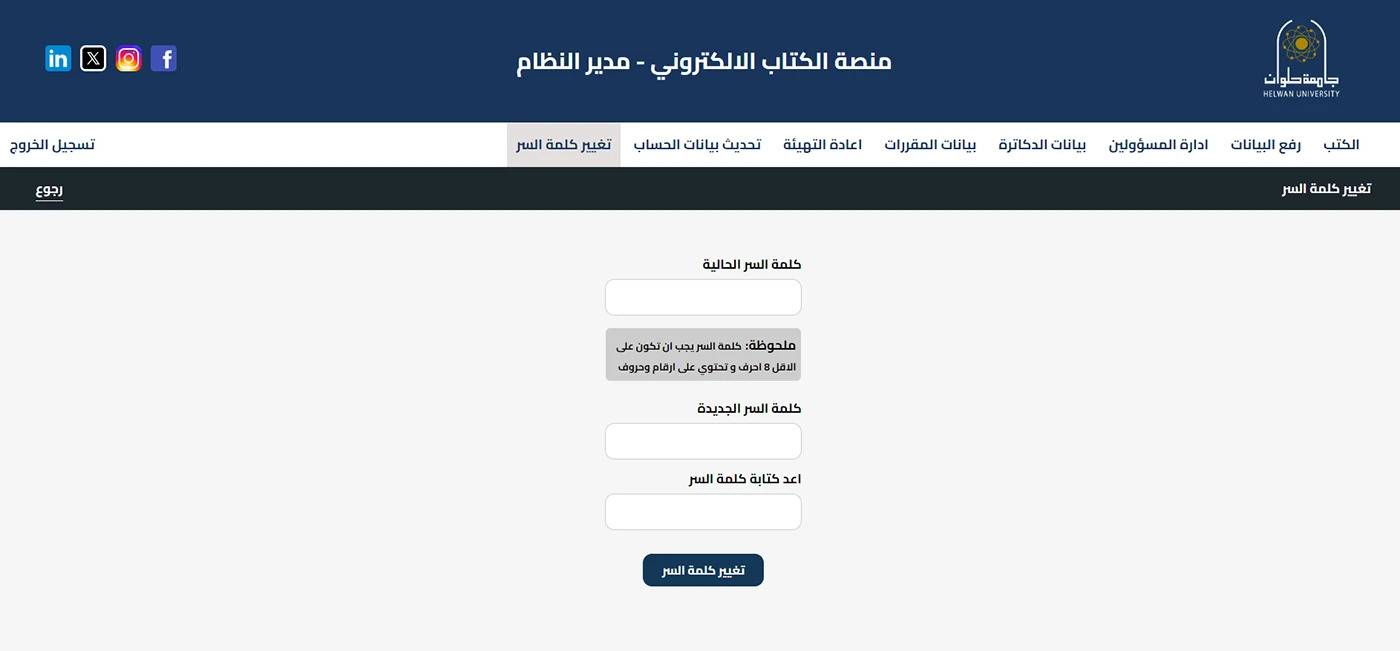 جامعة حلوان
HELWAN UNIVERSITY
منصة الكتاب الالكتروني - مدير النظام
in X f
الكتب رفع البيانات ادارة المسؤولين بيانات الدكاترة بيانات المقررات اعادة التهيئة تحديث بيانات الحساب تغيير كلمة السر تسجيل الخروج
تغيير كلمة السر رجوع
كلمة السر الحالية
ملحوظة: كلمة السر يجب ان تكون على
الاقل 8 احرف و تحتوي على ارقام وحروف
كلمة السر الجديدة
اعد كتابة كلمة السر
تغيير كلمة السر